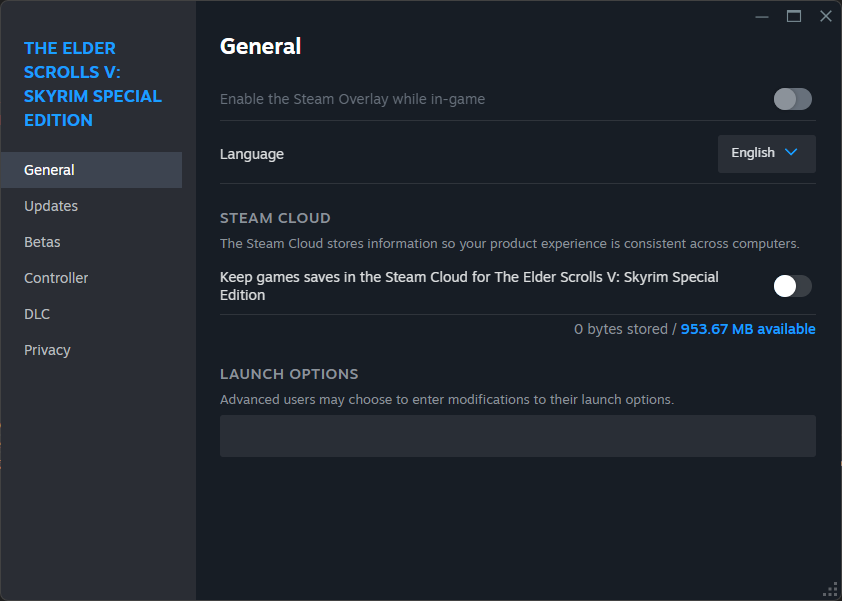 THE ELDER
SCROLLS V:
SKYRIM SPECIAL
EDITION
General
Updates
Betas
Controller
DLC
Privacy
General
Enable the Steam Overlay while in-game
Language
English
STEAM CLOUD
The Steam Cloud stores information so your product experience is consistent across computers.
Keep games saves in the Steam Cloud for The Elder Scrolls V: Skyrim Special
Edition
0 bytes stored / 953.67 MB available
LAUNCH OPTIONS
Advanced users may choose to enter modifications to their launch options.